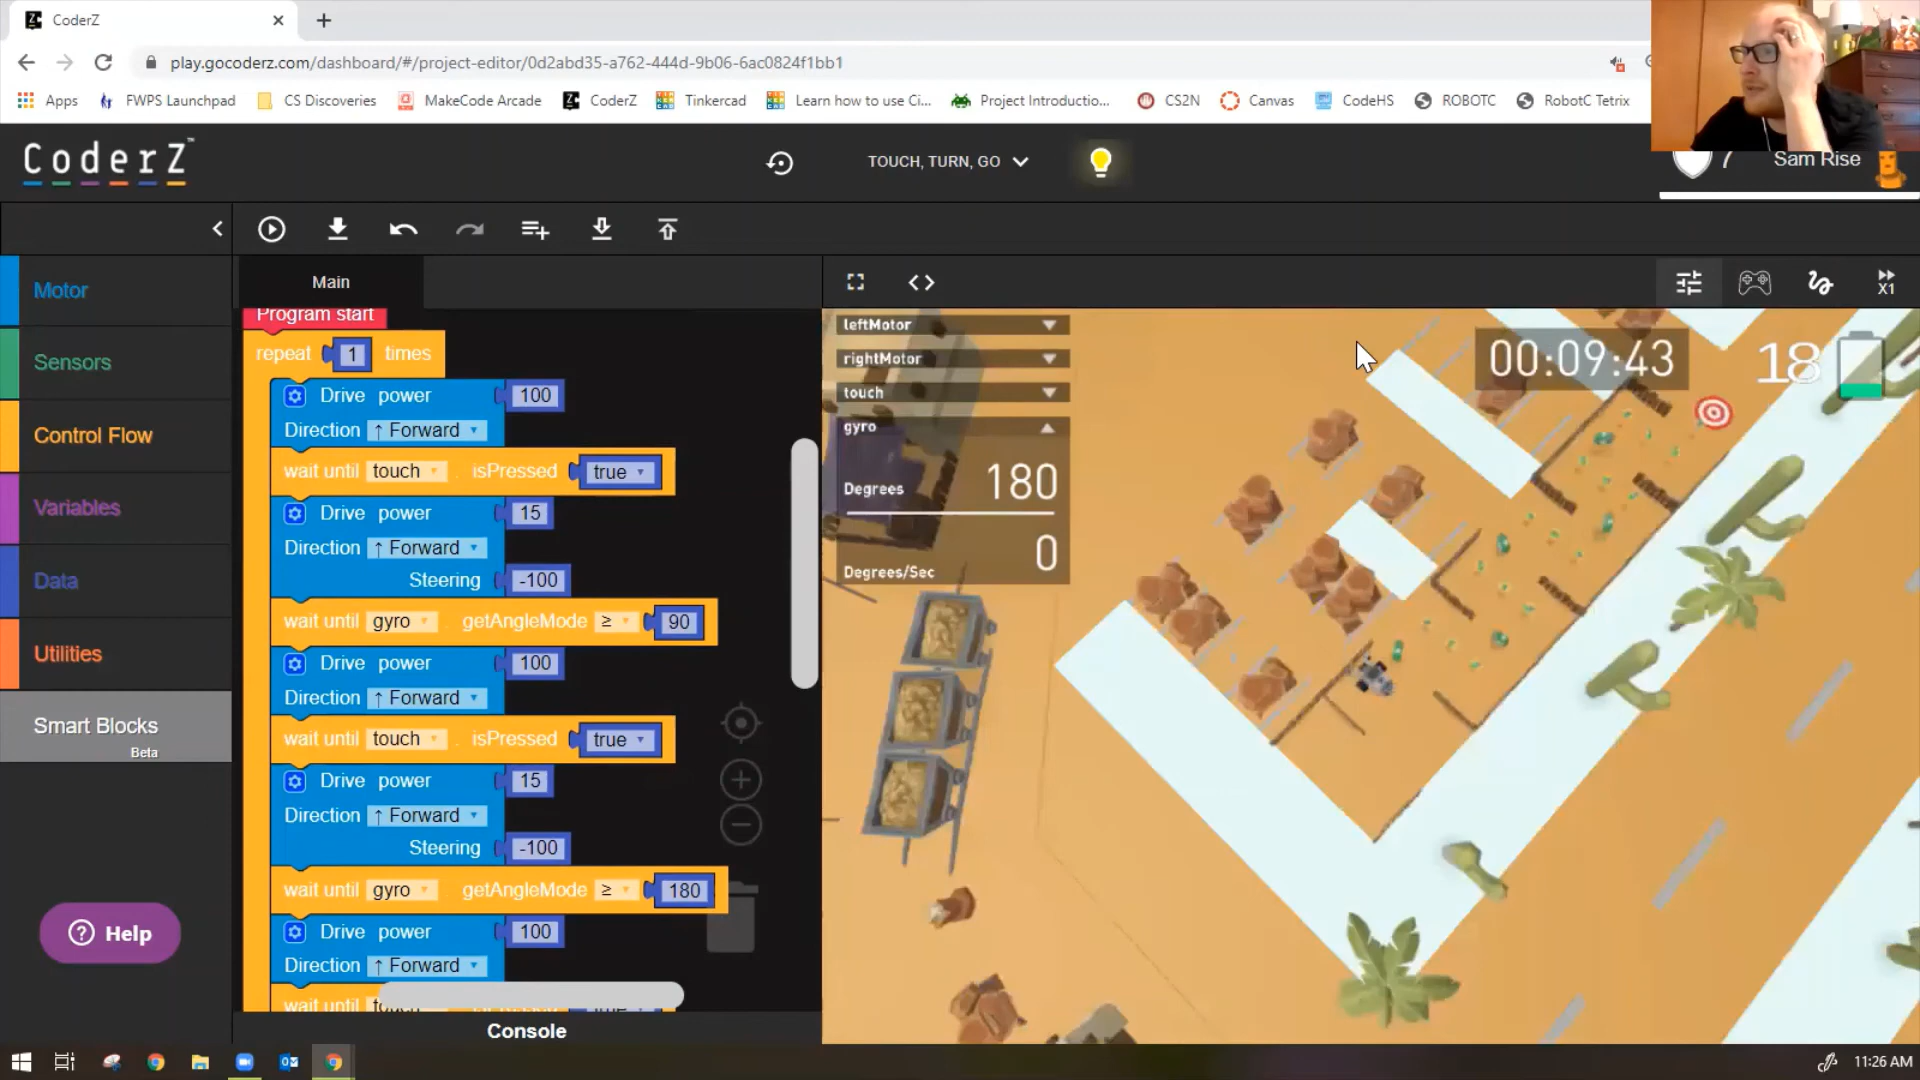 CoderZ
play.gocoderz.com/dashboard/#/project-editor/0d2abd35-a762-444d-9b06-6ac0824f1bb1
Apps FWPS Launchpad CS Discoveries MakeCode Arcade CoderZ Tinkercad Learn how to use Ci... Project Introductio... CS2N Canvas CodeHS ROBOTC RobotC Tetrix
CoderZ™ TOUCH, TURN, GO 7 Sam Rise
Motor
Sensors
Control Flow
Variables
Data
Utilities
Smart Blocks
Beta
Help
Main
Program start
repeat 1 times
Drive power 100
Direction ↑ Forward
wait until touch . isPressed true
Drive power 15
Direction ↑ Forward
Steering -100
wait until gyro . getAngleMode ≥ 90
Drive power 100
Direction ↑ Forward
wait until touch . isPressed true
Drive power 15
Direction ↑ Forward
Steering -100
wait until gyro . getAngleMode ≥ 180
Drive power 100
Direction ↑ Forward
wait until
Console
X1
leftMotor
rightMotor
touch
gyro
Degrees 180
0
Degrees/Sec
00:09:43 18
11:26 AM